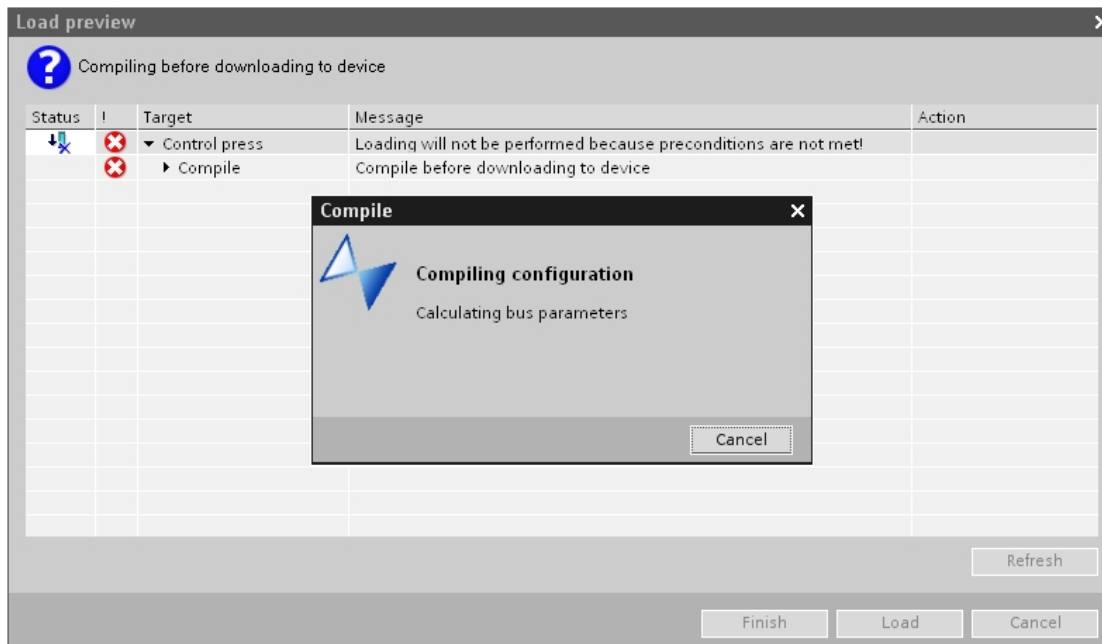 Load preview
Compiling before downloading to device
Status ! Target Message Action
Control press Loading will not be performed because preconditions are not met!
Compile Compile before downloading to device
Compile
Compiling configuration
Calculating bus parameters
Cancel
Refresh
Finish Load Cancel